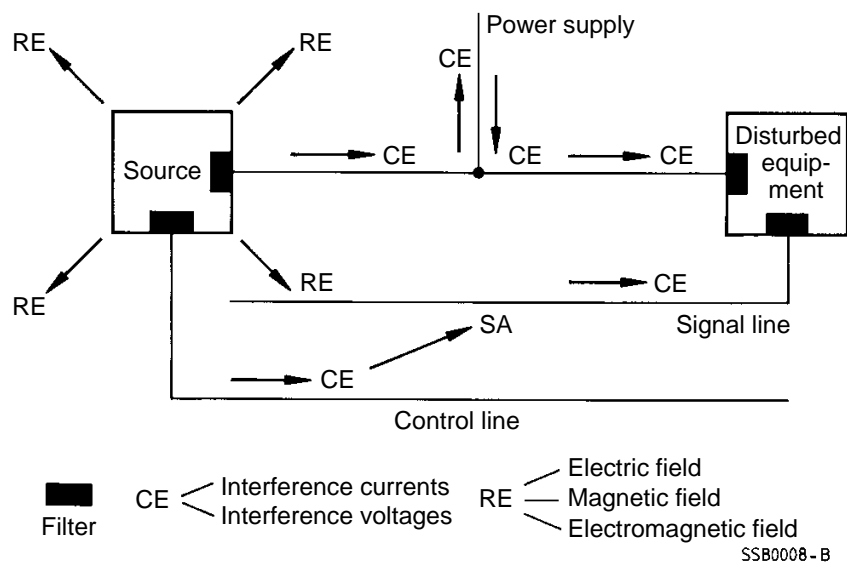 RE
RE
Power supply
CE
Source
CE
CE
CE
Disturbed
equip-
ment
RE
RE
CE
SA
Signal line
CE
Control line
Filter
CE
Interference currents
Interference voltages
RE
Electric field
Magnetic field
Electromagnetic field
SSB0008-B